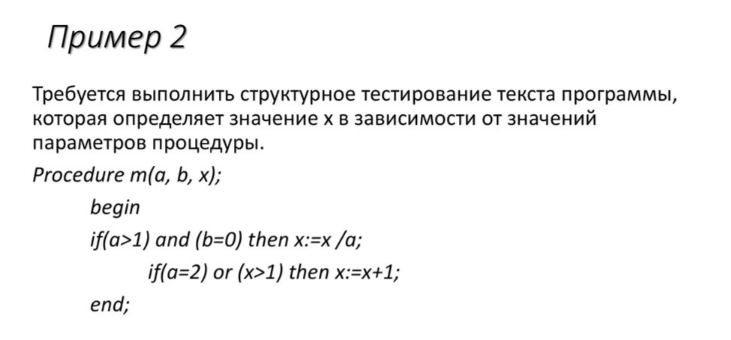 Пример 2
Требуется выполнить структурное тестирование текста программы,
которая определяет значение x в зависимости от значений
параметров процедуры.
Procedure m(a, b, x);
begin
if(a>1) and (b=0) then x:=x /a;
if(a=2) or (x>1) then x:=x+1;
end;